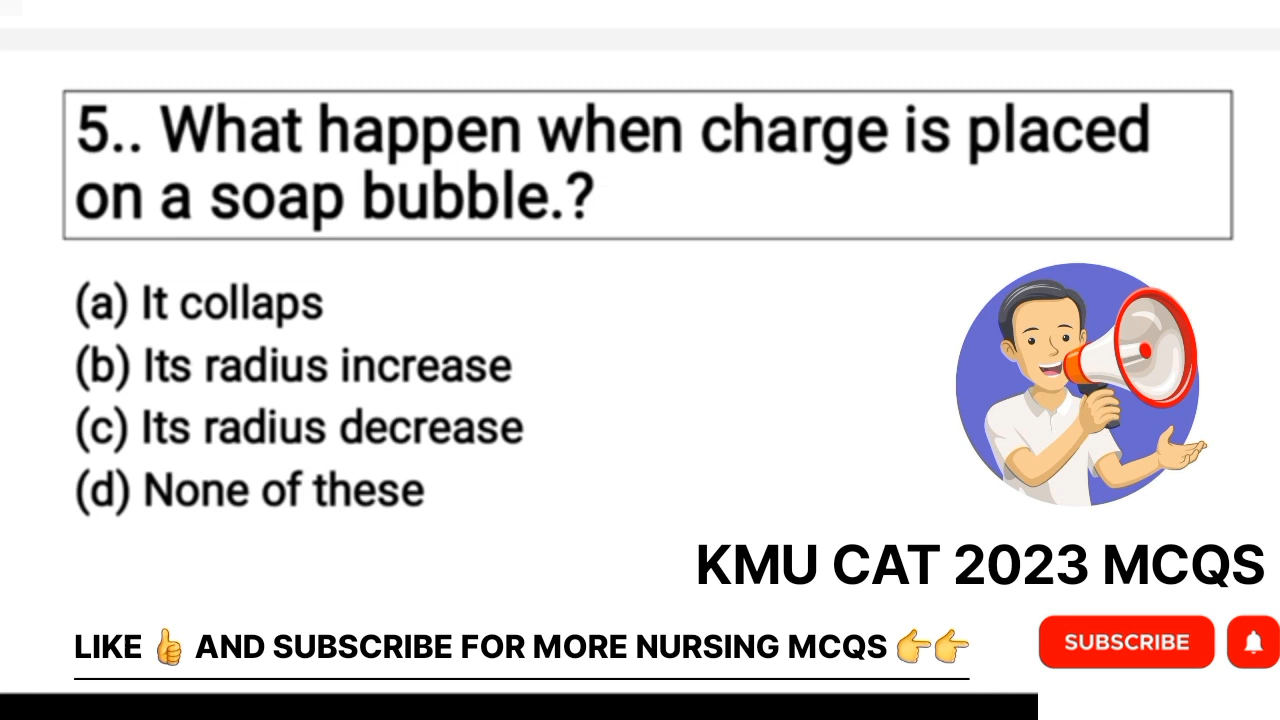 5.. What happen when charge is placed
on a soap bubble.?
(a) It collaps
(b) Its radius increase
(c) Its radius decrease
(d) None of these
KMU CAT 2023 MCQS
LIKE 👍 AND SUBSCRIBE FOR MORE NURSING MCQS 👉👉
SUBSCRIBE